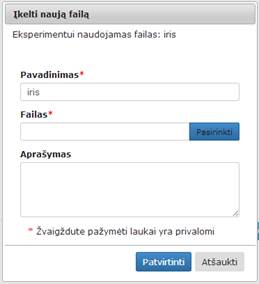 Įkelti naują failą
Eksperimentui naudojamas failas: iris
Pavadinimas*
iris
Failas*
Pasirinkti
Aprašymas
* Žvaigždute pažymėti laukai yra privalomi
Patvirtinti Atšaukti